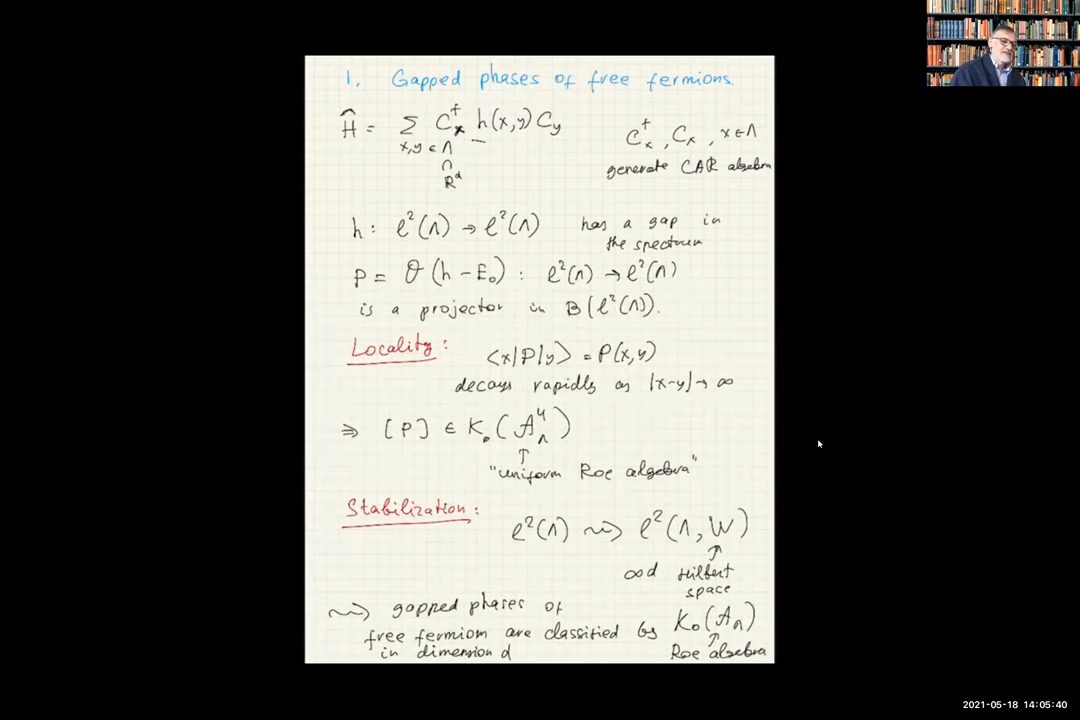 1. Gapped phases of free fermions.
Ĥ = Σ C†ₓ h(x,y) C_y
x,y ∈ Λ
∩
ℝᵈ
C†ₓ, Cₓ, x∈Λ
generate CAR algebra
h: ℓ²(Λ) → ℓ²(Λ) has a gap in
the spectrum
P = θ(h − E₀): ℓ²(Λ) → ℓ²(Λ)
is a projector in B(ℓ²(Λ)).
Locality: <x|P|y> = P(x,y)
decays rapidly as |x-y| → ∞
⇒ [P] ∈ K₀(𝒜ᵘ_Λ)
↑
"uniform Roe algebra"
Stabilization:
ℓ²(Λ) ⇝ ℓ²(Λ, W)
↑
∞d Hilbert
space
⇝ gapped phases of
free fermion are classified by K₀(𝒜_Λ)
in dimension d
↑
Roe algebra
2021-05-18 14:05:40